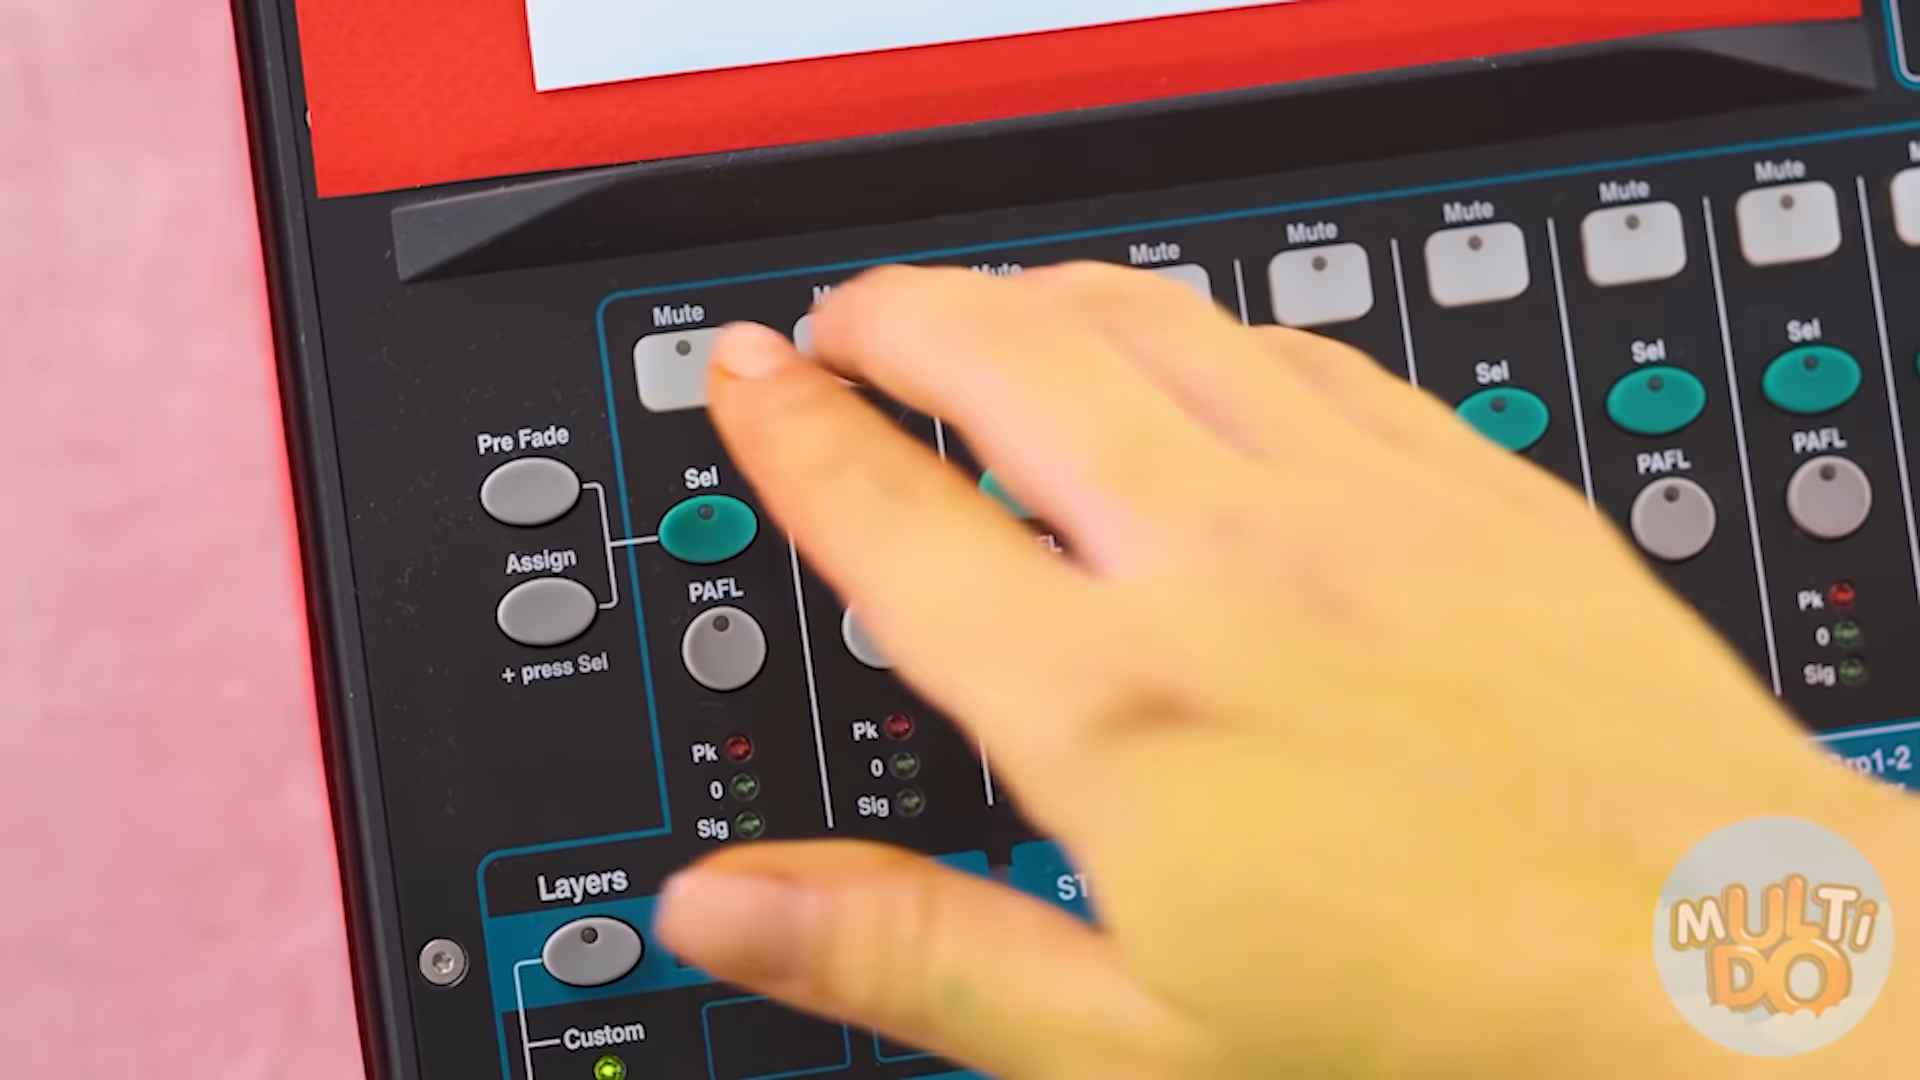 Mute
Mute
Mute
Mute
Mute
Mute
Mute
Sel
Sel
Sel
Sel
PAFL
PAFL
PAFL
Pre Fade
Assign
+ press Sel
Pk
0
Sig
Pk
0
Sig
Pk
0
Sig
Layers
Custom
MULTi
DO